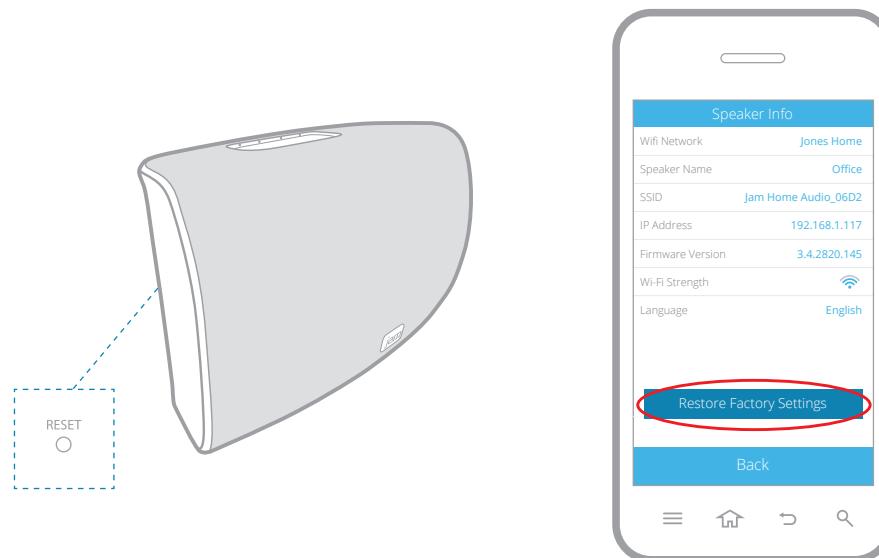 jam
RESET
Speaker Info
Wifi Network Jones Home
Speaker Name Office
SSID Jam Home Audio_06D2
IP Address 192.168.1.117
Firmware Version 3.4.2820.145
Wi-Fi Strength
Language English
Restore Factory Settings
Back